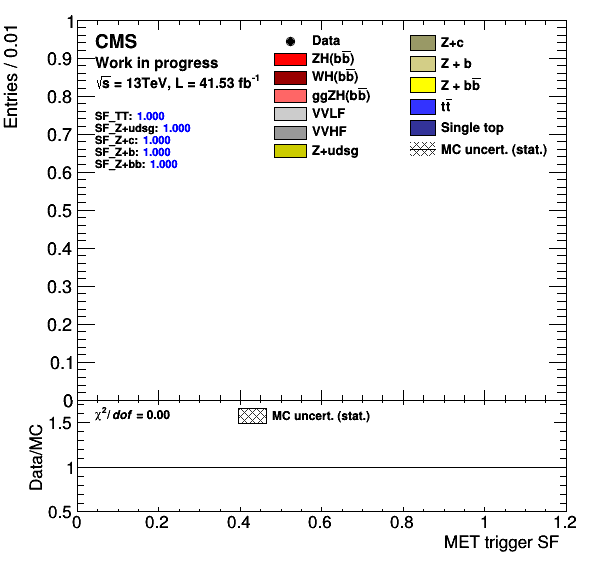 Entries / 0.01
1
0.9
0.8
0.7
0.6
0.5
0.4
0.3
0.2
0.1
0
CMS
Work in progress
√s = 13TeV, L = 41.53 fb⁻¹
SF_TT: 1.000
SF_Z+udsg: 1.000
SF_Z+c: 1.000
SF_Z+b: 1.000
SF_Z+bb: 1.000
Data
ZH(bb̅)
WH(bb̅)
ggZH(bb̅)
VVLF
VVHF
Z+udsg
Z+c
Z + b
Z + bb̅
tt̅
Single top
MC uncert. (stat.)
Data/MC
1.5
1
0.5
χ²/dof = 0.00
MC uncert. (stat.)
0 0.2 0.4 0.6 0.8 1 1.2
MET trigger SF